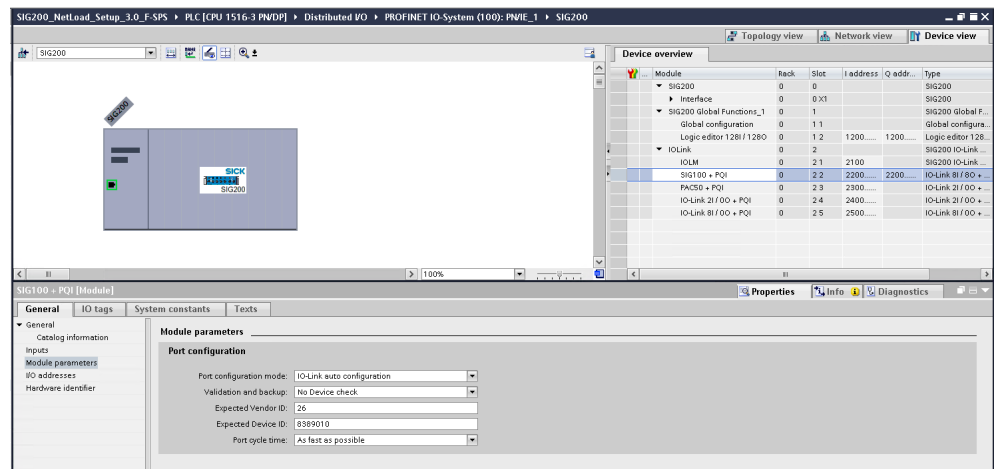 SIG200_NetLoad_Setup_3.0_F-SPS ▸ PLC [CPU 1516-3 PN/DP] ▸ Distributed I/O ▸ PROFINET IO-System (100): PN/IE_1 ▸ SIG200
Topology view Network view Device view
SIG200
Device overview
... Module Rack Slot I address Q addr... Type
SIG200 0 0 SIG200
Interface 0 0 X1 SIG200
SIG200 Global Functions_1 0 1 SIG200 Global F...
Global configuration 0 1 1 Global configura...
Logic editor 128I / 128O 0 1 2 1200...... 1200...... Logic editor 128...
IOLink 0 2 SIG200 IO-Link ...
IOLM 0 2 1 2100 SIG200 IO-Link...
SIG100 + PQI 0 2 2 2200...... 2200...... IO-Link 8I / 8O + ...
PAC50 + PQI 0 2 3 2300...... IO-Link 2I / 0O + ...
IO-Link 2I / 0O + PQI 0 2 4 2400...... IO-Link 2I / 0O + ...
IO-Link 8I / 0O + PQI 0 2 5 2500...... IO-Link 8I / 0O + ...
SIG200
SICK
SIG200
100%
SIG100 + PQI [Module]
Properties Info Diagnostics
General IO tags System constants Texts
General
Catalog information
Inputs
Module parameters
I/O addresses
Hardware identifier
Module parameters
Port configuration
Port configuration mode: IO-Link auto configuration
Validation and backup: No Device check
Expected Vendor ID: 26
Expected Device ID: 8389010
Port cycle time: As fast as possible